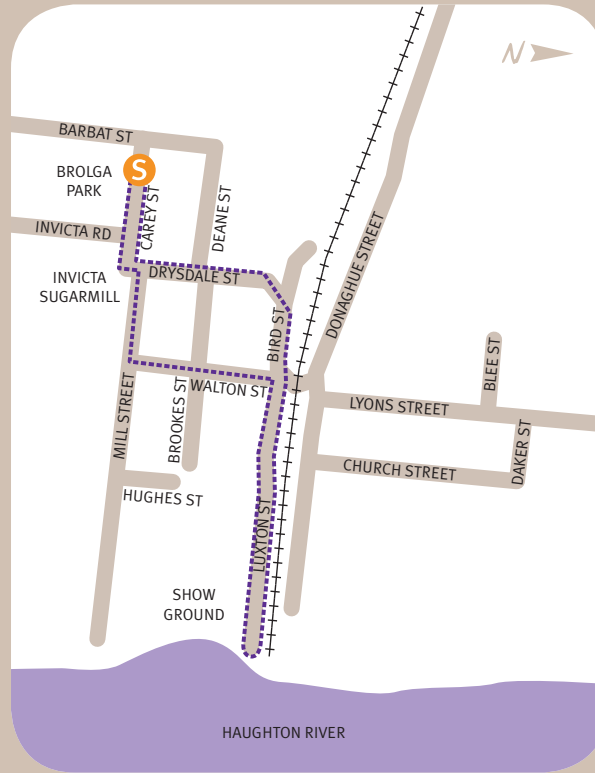 N
BARBAT ST
S
BROLGA
PARK
CAREY ST
DEANE ST
INVICTA RD
DONAGHUE STREET
INVICTA
SUGARMILL
DRYSDALE ST
BIRD ST
BLEE ST
WALTON ST
LYONS STREET
MILL STREET
BROOKES ST
DAKER ST
CHURCH STREET
HUGHES ST
LUXTON ST
SHOW
GROUND
HAUGHTON RIVER